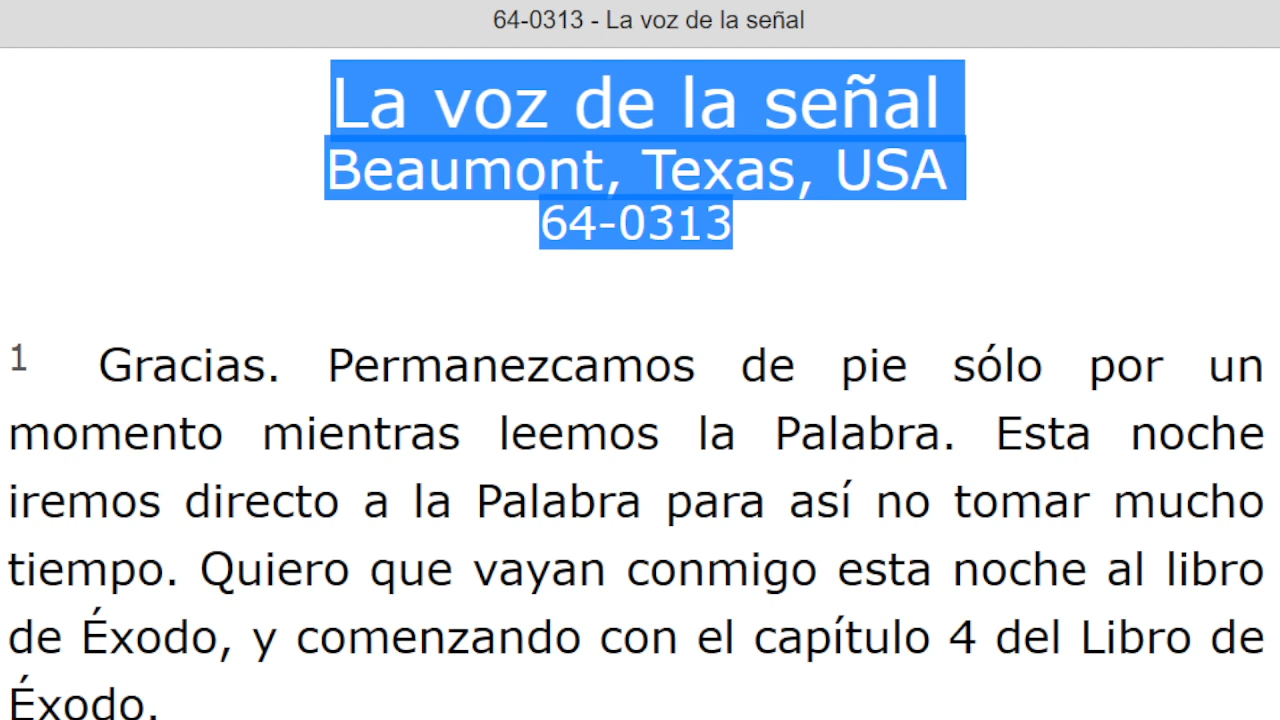 64-0313 - La voz de la señal
La voz de la señal
Beaumont, Texas, USA
64-0313
1 Gracias. Permanezcamos de pie sólo por un
momento mientras leemos la Palabra. Esta noche
iremos directo a la Palabra para así no tomar mucho
tiempo. Quiero que vayan conmigo esta noche al libro
de Éxodo, y comenzando con el capítulo 4 del Libro de
Éxodo.